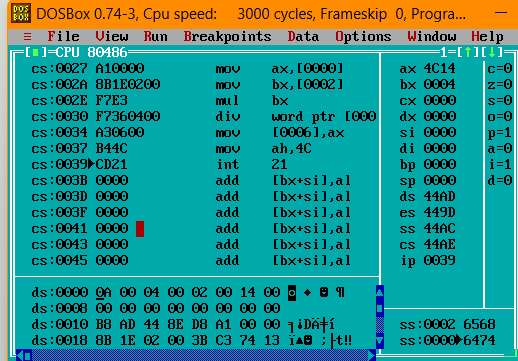 DOSBox 0.74-3, Cpu speed: 3000 cycles, Frameskip 0, Progra...
≡ File View Run Breakpoints Data Options Window Help
[■]=CPU 80486 1=[↑][↓]
cs:0027 A10000 mov ax,[0000] ax 4C14 c=0
cs:002A 8B1E0200 mov bx,[0002] bx 0004 z=0
cs:002E F7E3 mul bx cx 0000 s=0
cs:0030 F7360400 div word ptr [000 dx 0000 o=0
cs:0034 A30600 mov [0006],ax si 0000 p=1
cs:0037 B44C mov ah,4C di 0000 a=0
cs:0039►CD21 int 21 bp 0000 i=1
cs:003B 0000 add [bx+si],al sp 0000 d=0
cs:003D 0000 add [bx+si],al ds 44AD
cs:003F 0000 add [bx+si],al es 449D
cs:0041 0000 add [bx+si],al ss 44AC
cs:0043 0000 add [bx+si],al cs 44AE
cs:0045 0000 add [bx+si],al ip 0039
ds:0000 0A 00 04 00 02 00 14 00 ◙ ♦ ☻ ¶
ds:0008 00 00 00 00 00 00 00 00
ds:0010 B8 AD 44 8E D8 A1 00 00 ╕¡DÄ╪í
ds:0018 8B 1E 02 00 3B C3 74 13 ï▲☻ ;├t‼
ss:0002 6568
ss:0000►6474